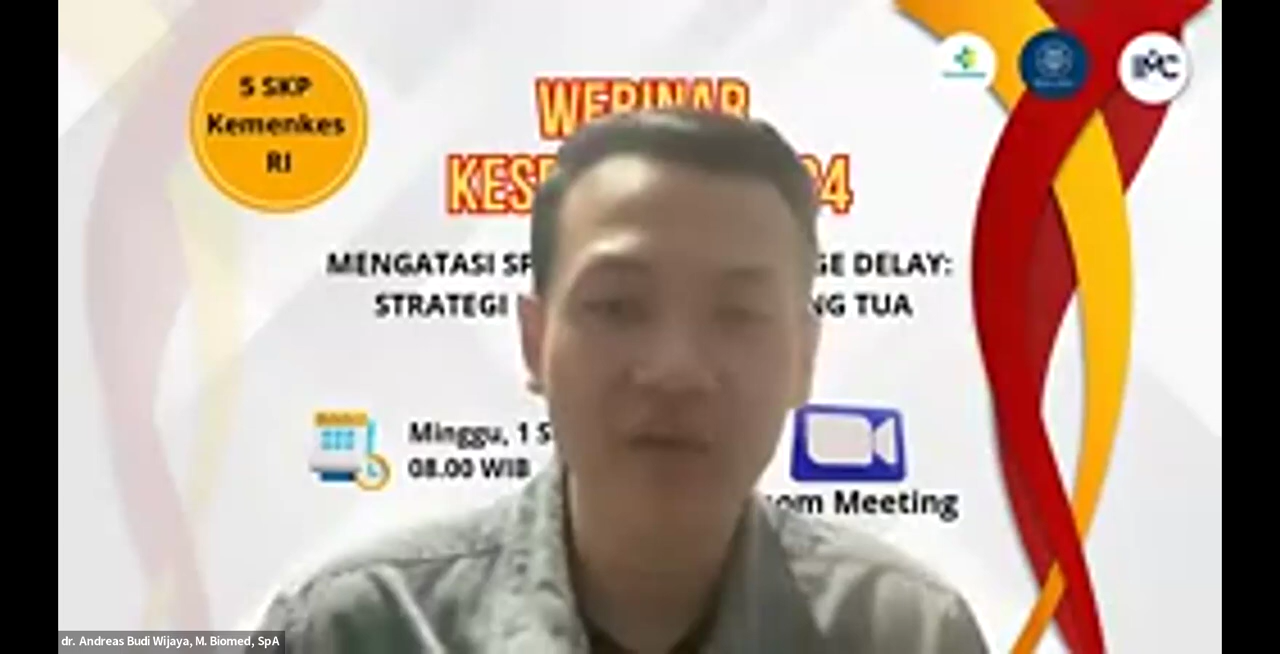 5 SKP
Kemenkes
RI
IMC
WEBINAR
KES
24
MENGATASI SP
GE DELAY:
STRATEGI
NG TUA
Minggu, 1 S
08.00 WIB
om Meeting
dr. Andreas Budi Wijaya, M. Biomed, SpA